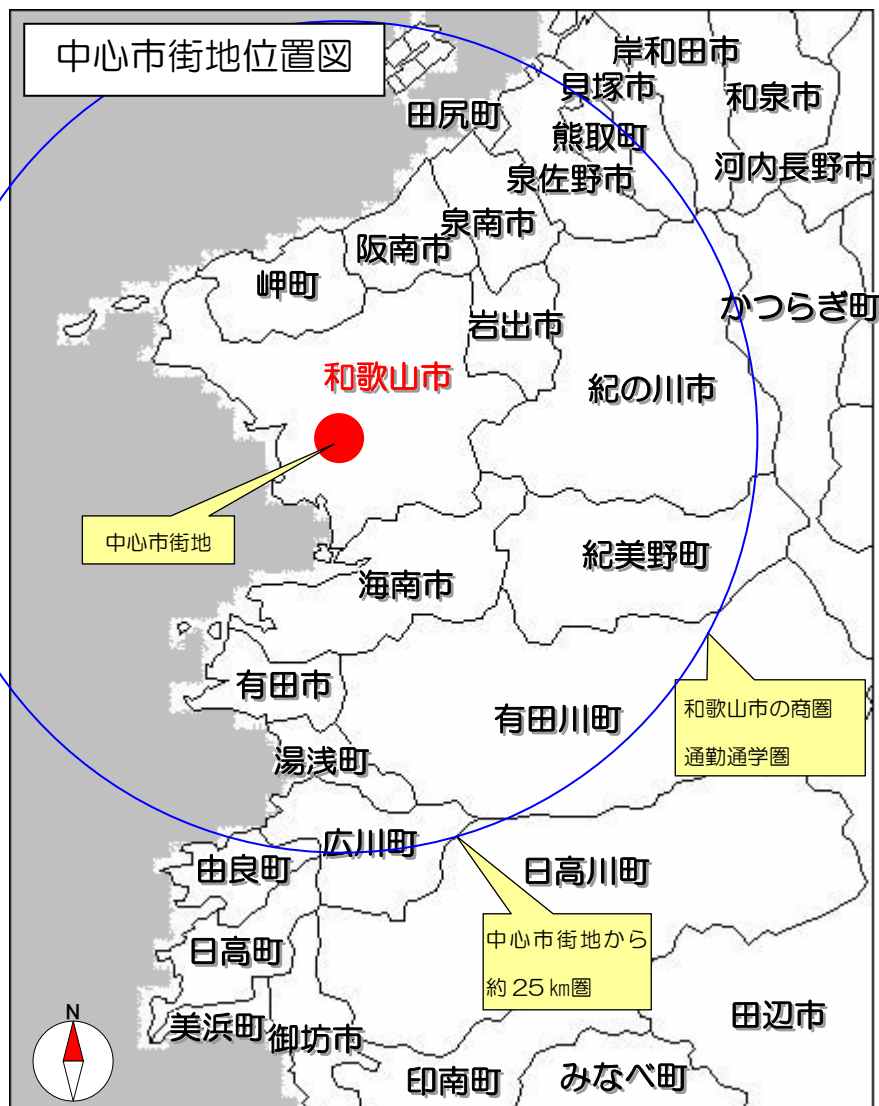 中心市街地位置図
岸和田市
貝塚市
和泉市
田尻町
熊取町
河内長野市
泉佐野市
泉南市
阪南市
岬町
かつらぎ町
岩出市
和歌山市
紀の川市
中心市街地
紀美野町
海南市
有田市
和歌山市の商圏
通勤通学圏
有田川町
湯浅町
広川町
由良町
日高川町
中心市街地から
約25㎞圏
日高町
N
美浜町
御坊市
田辺市
印南町
みなべ町